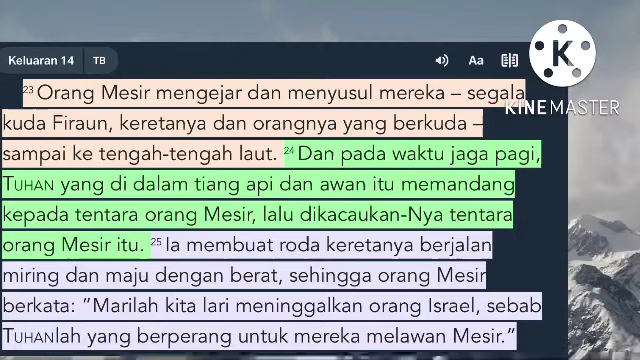 Keluaran 14 TB Aa
K
KINEMASTER
23 Orang Mesir mengejar dan menyusul mereka – segala
kuda Firaun, keretanya dan orangnya yang berkuda –
sampai ke tengah-tengah laut. 24 Dan pada waktu jaga pagi,
TUHAN yang di dalam tiang api dan awan itu memandang
kepada tentara orang Mesir, lalu dikacaukan-Nya tentara
orang Mesir itu. 25 Ia membuat roda keretanya berjalan
miring dan maju dengan berat, sehingga orang Mesir
berkata: “Marilah kita lari meninggalkan orang Israel, sebab
TUHANlah yang berperang untuk mereka melawan Mesir.”